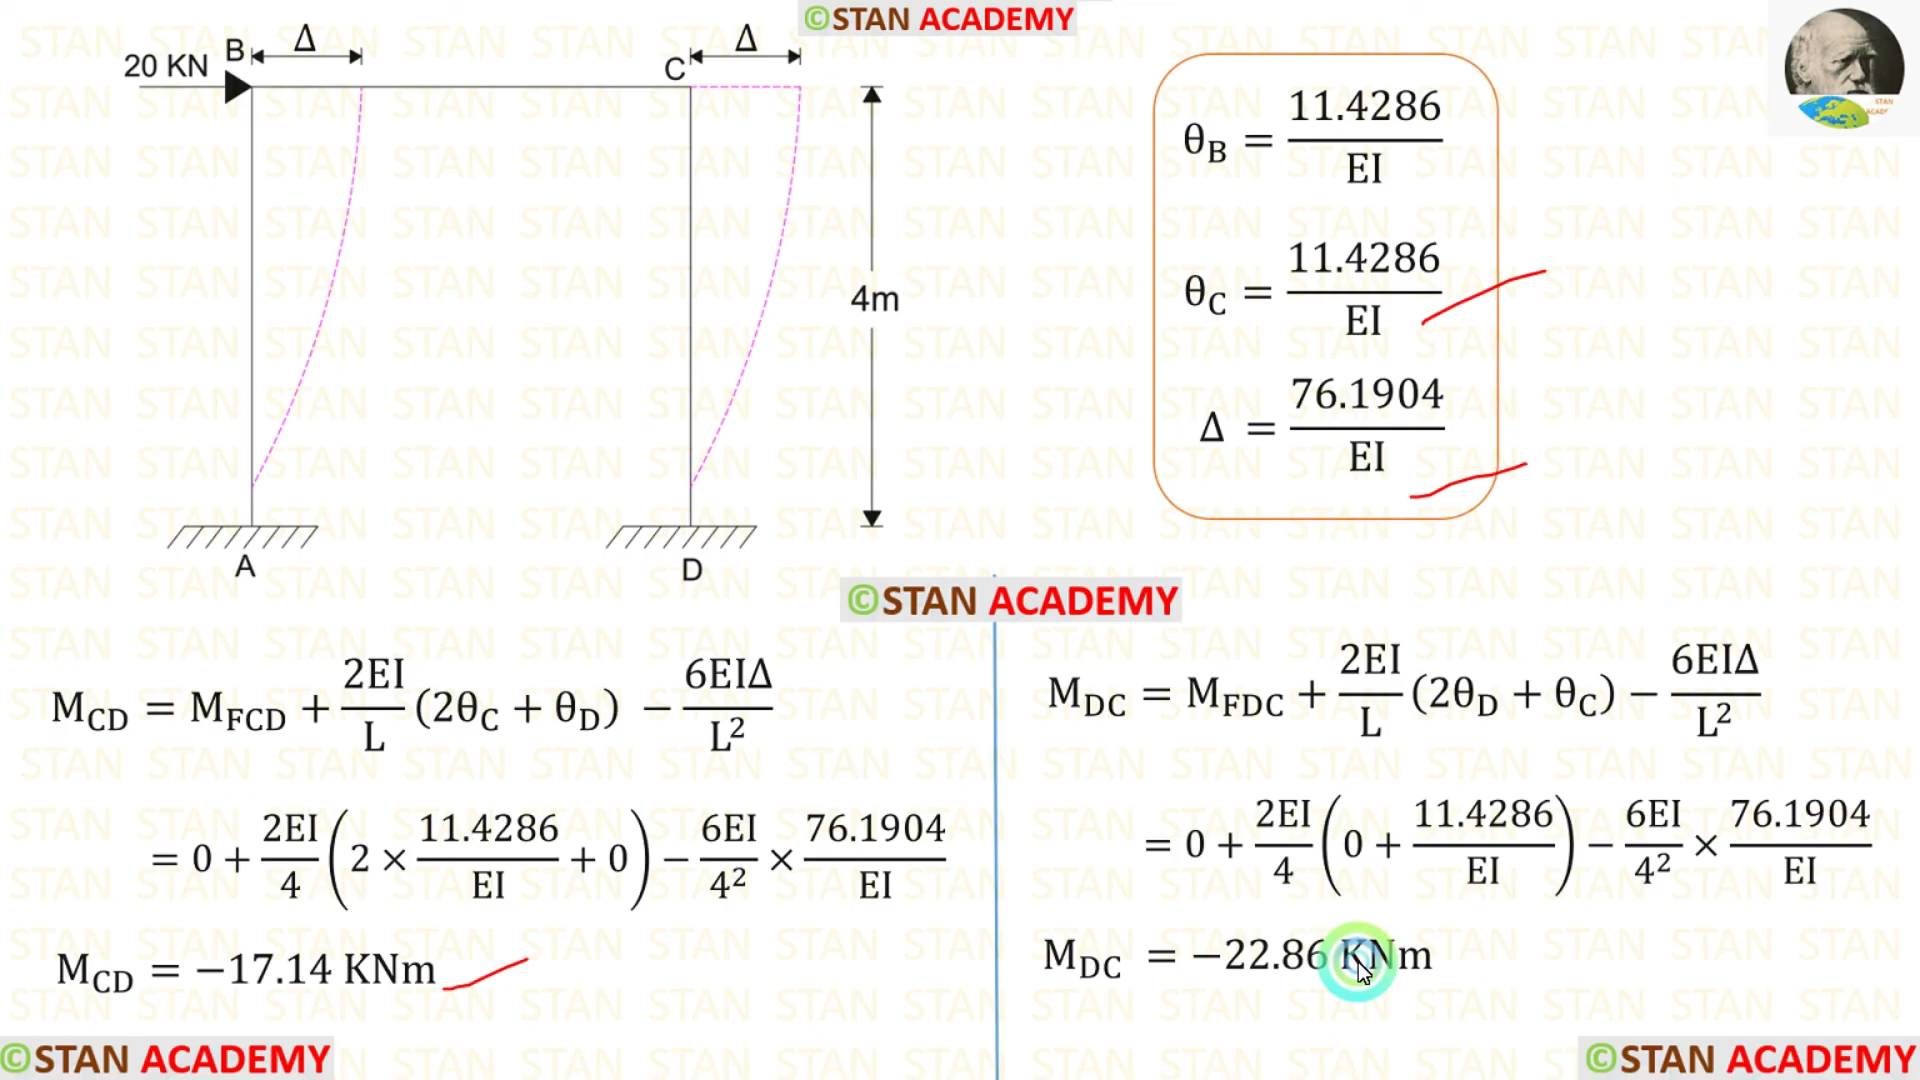 ©STAN ACADEMY
20 KN B Δ C Δ
4m
A D
θB = 11.4286/EI
θC = 11.4286/EI
Δ = 76.1904/EI
STAN
ACADY
©STAN ACADEMY
MCD = MFCD + 2EI/L (2θC + θD) − 6EIΔ/L²
= 0 + 2EI/4 (2 × 11.4286/EI + 0) − 6EI/4² × 76.1904/EI
MCD = −17.14 KNm
MDC = MFDC + 2EI/L (2θD + θC) − 6EIΔ/L²
= 0 + 2EI/4 (0 + 11.4286/EI) − 6EI/4² × 76.1904/EI
MDC = −22.86 KNm
©STAN ACADEMY
©STAN ACADEMY